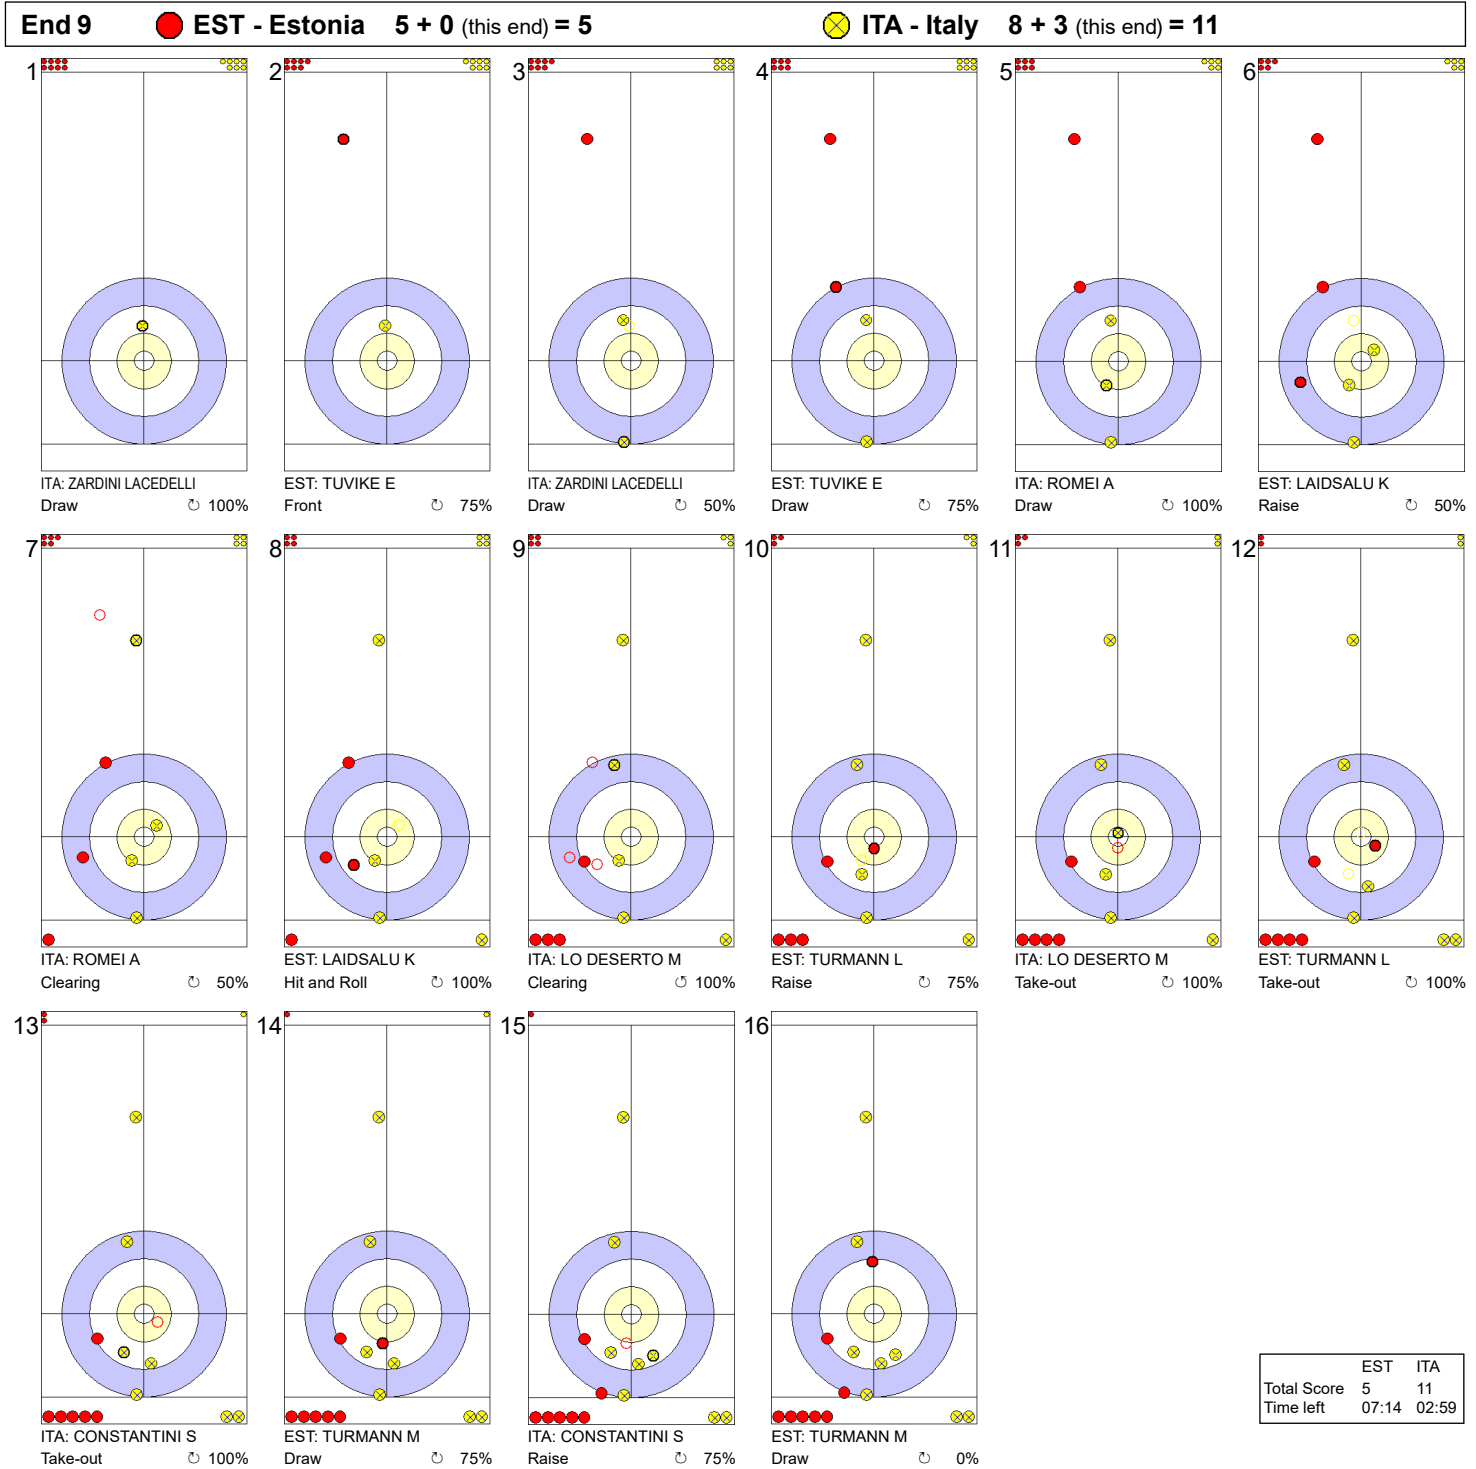 End 9 EST - Estonia 5 + 0 (this end) = 5 ITA - Italy 8 + 3 (this end) = 11
1 2 3 4 5 6
ITA: ZARDINI LACEDELLI EST: TUVIKE E ITA: ZARDINI LACEDELLI EST: TUVIKE E ITA: ROMEI A EST: LAIDSALU K
Draw ↻ 100% Front ↻ 75% Draw ↻ 50% Draw ↻ 75% Draw ↻ 100% Raise ↻ 50%
7 8 9 10 11 12
ITA: ROMEI A EST: LAIDSALU K ITA: LO DESERTO M EST: TURMANN L ITA: LO DESERTO M EST: TURMANN L
Clearing ↻ 50% Hit and Roll ↻ 100% Clearing ↻ 100% Raise ↻ 75% Take-out ↻ 100% Take-out ↻ 100%
13 14 15 16
ITA: CONSTANTINI S EST: TURMANN M ITA: CONSTANTINI S EST: TURMANN M
Take-out ↻ 100% Draw ↻ 75% Raise ↻ 75% Draw ↻ 0%
EST ITA
Total Score 5 11
Time left 07:14 02:59